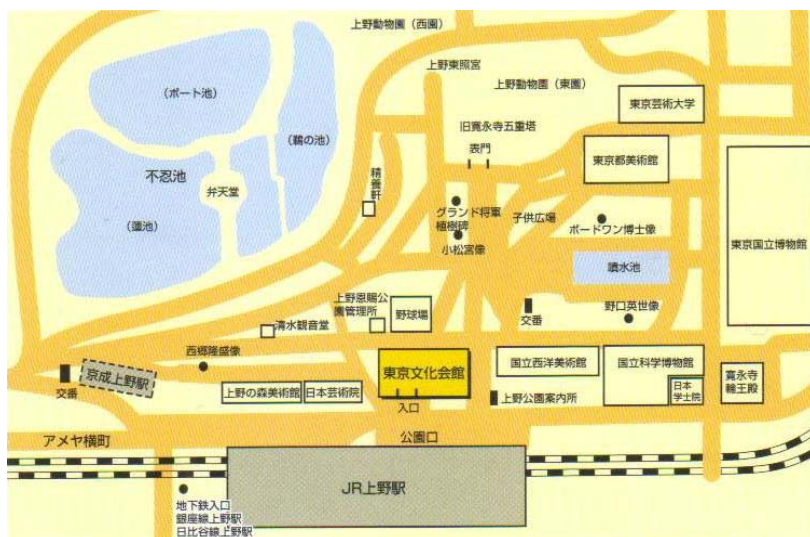 上野動物園（西園）
上野東照宮
上野動物園（東園）
東京芸術大学
（ボート池）
（鵜の池）
旧寛永寺五重塔
表門
東京都美術館
不忍池
弁天堂
精養軒
（蓮池）
グランド将軍
植樹碑
小松宮像
子供広場
ボードワン博士像
東京国立博物館
噴水池
上野恩賜公
園管理所
野球場
清水観音堂
交番
野口英世像
西郷隆盛像
京成上野駅
交番
上野の森美術館
日本芸術院
東京文化会館
入口
国立西洋美術館
国立科学博物館
日本
学士院
寛永寺
輪王殿
上野公園案内所
アメヤ横町
公園口
JR上野駅
地下鉄入口
銀座線上野駅
日比谷線上野駅